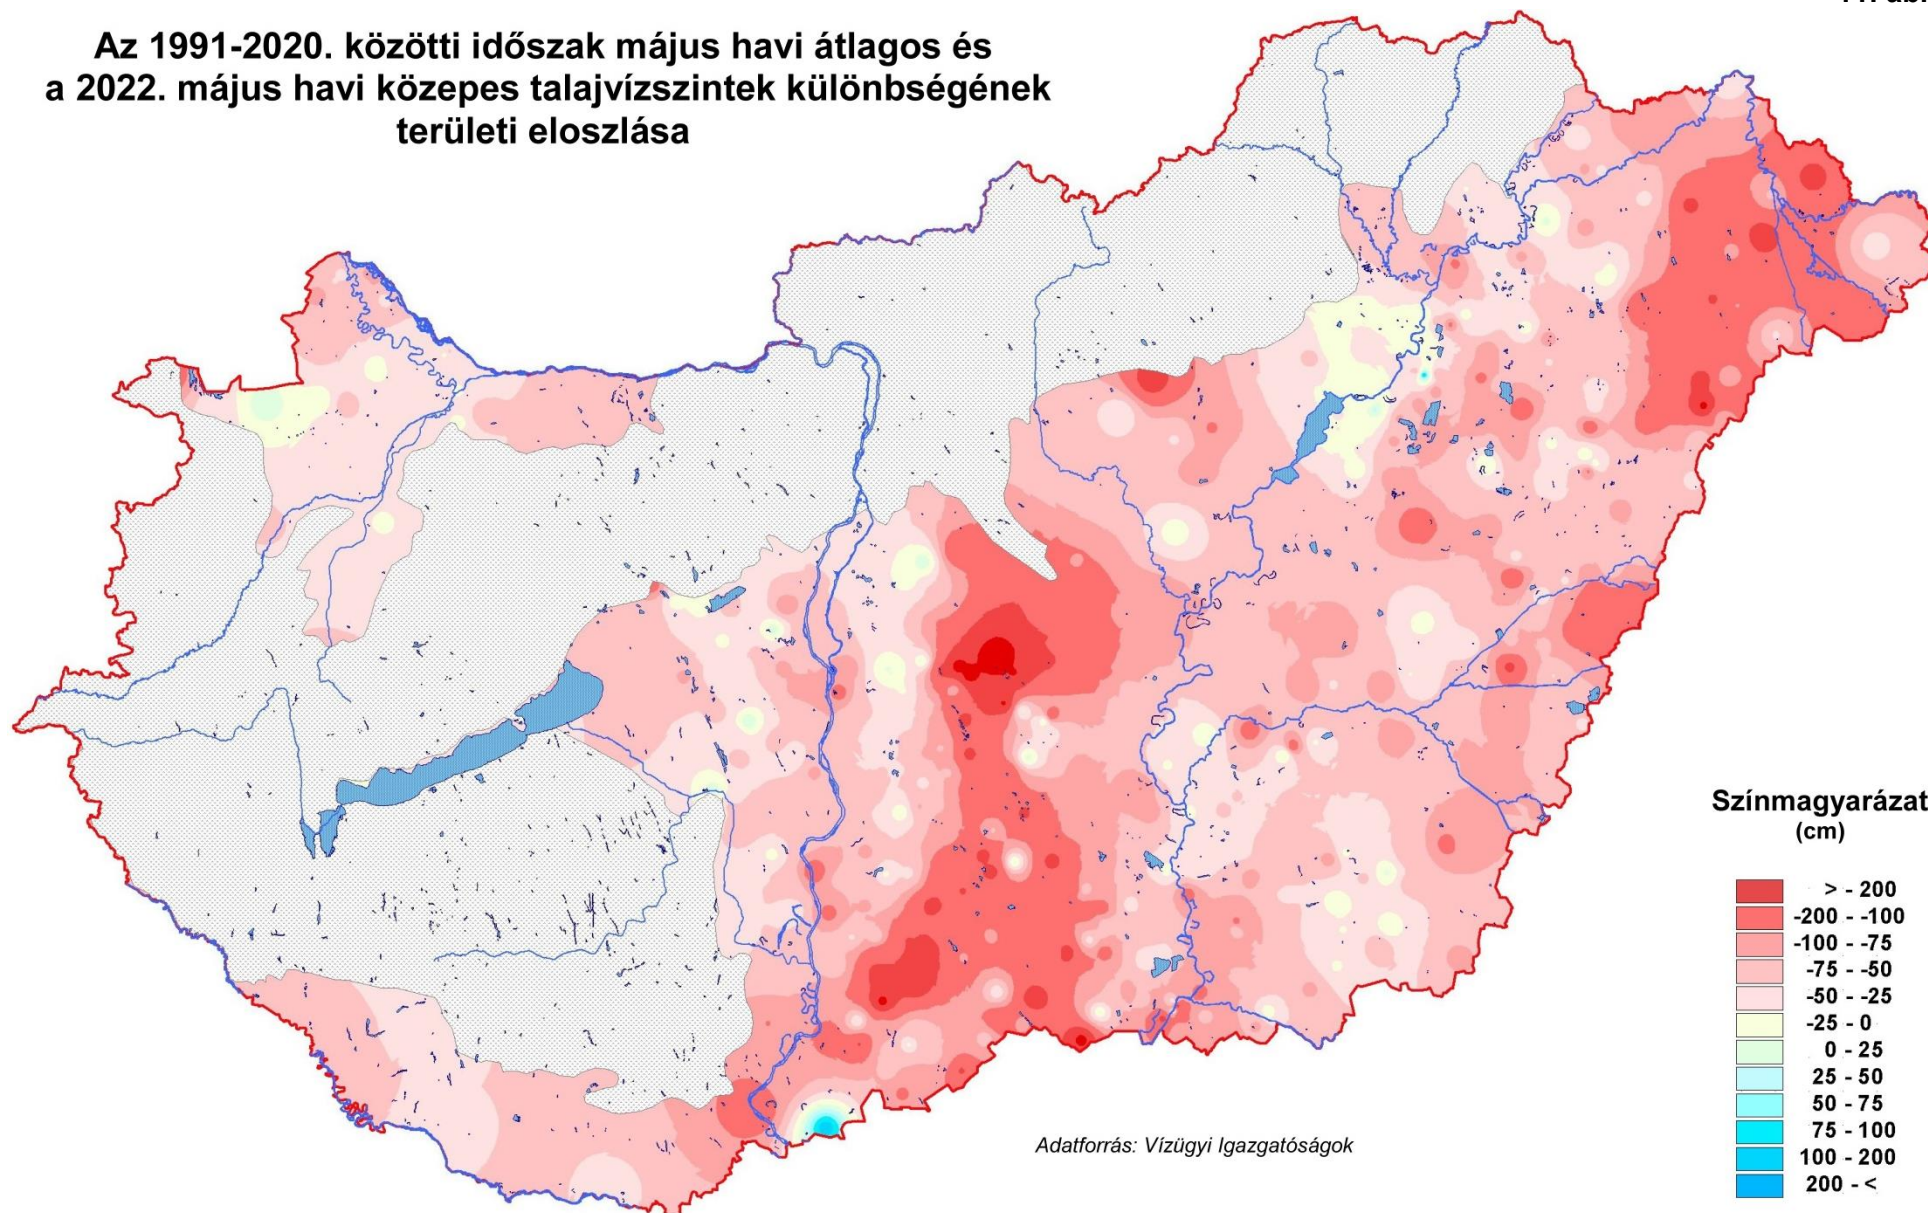 Az 1991-2020. közötti időszak május havi átlagos és
a 2022. május havi közepes talajvízszintek különbségének
területi eloszlása
Színmagyarázat
(cm)
> - 200
-200 - -100
-100 - -75
-75 - -50
-50 - -25
-25 - 0
0 - 25
25 - 50
50 - 75
75 - 100
100 - 200
200 - <
Adatforrás: Vízügyi Igazgatóságok